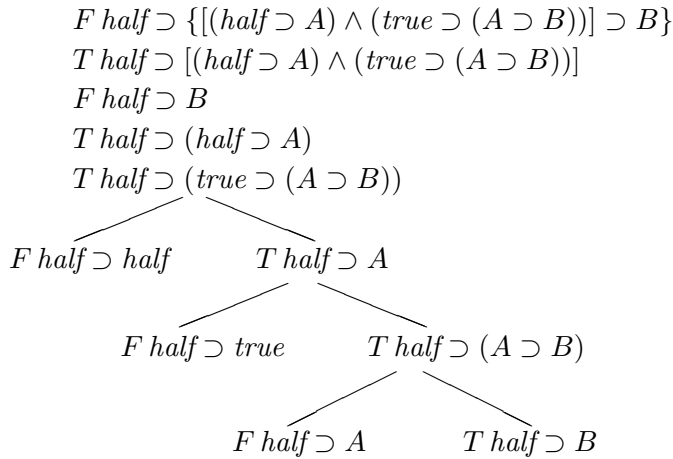 F half ⊃ {[(half ⊃ A) ∧ (true ⊃ (A ⊃ B))] ⊃ B}
T half ⊃ [(half ⊃ A) ∧ (true ⊃ (A ⊃ B))]
F half ⊃ B
T half ⊃ (half ⊃ A)
T half ⊃ (true ⊃ (A ⊃ B))
F half ⊃ half T half ⊃ A
F half ⊃ true T half ⊃ (A ⊃ B)
F half ⊃ A T half ⊃ B